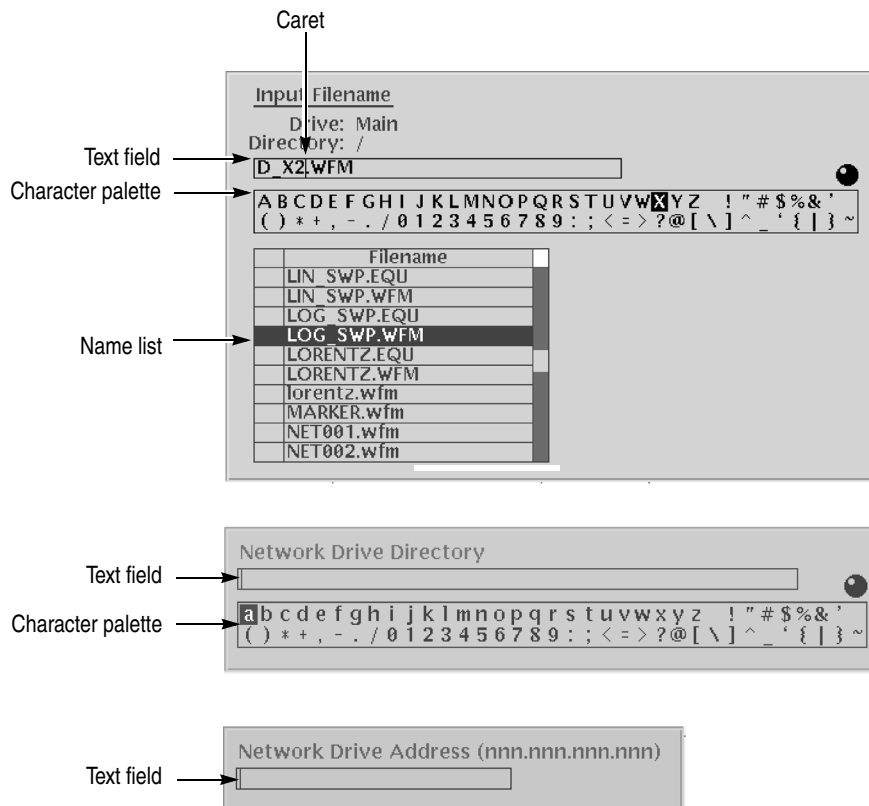 Caret
Input Filename
Drive: Main
Directory: /
Text field
D_X2.WFM
Character palette
A B C D E F G H I J K L M N O P Q R S T U V W X Y Z ! " # $ % & '
( ) * + , - . / 0 1 2 3 4 5 6 7 8 9 : ; < = > ? @ [ \ ] ^ _ ‘ { | } ~
Filename
LIN_SWP.EQU
LIN_SWP.WFM
LOG_SWP.EQU
Name list
LOG_SWP.WFM
LORENTZ.EQU
LORENTZ.WFM
lorentz.wfm
MARKER.wfm
NET001.wfm
NET002.wfm
Network Drive Directory
Text field
Character palette
a b c d e f g h i j k l m n o p q r s t u v w x y z ! " # $ % & '
( ) * + , - . / 0 1 2 3 4 5 6 7 8 9 : ; < = > ? @ [ \ ] ^ _ ‘ { | } ~
Network Drive Address (nnn.nnn.nnn.nnn)
Text field